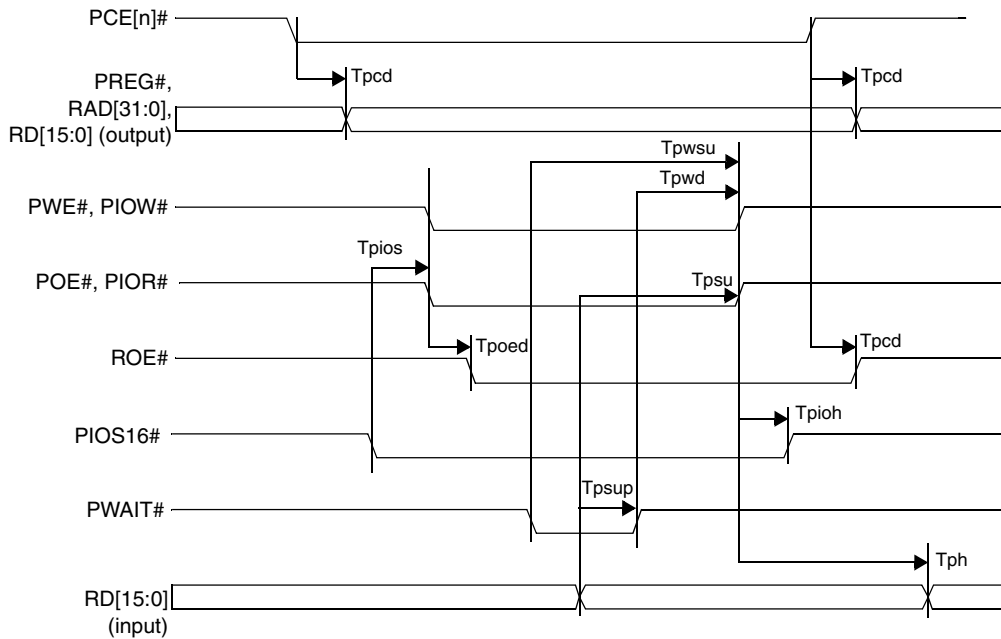 PCE[n]#
Tpcd
Tpcd
PREG#,
RAD[31:0],
RD[15:0] (output)
Tpwsu
Tpwd
PWE#, PIOW#
Tpios
POE#, PIOR#
Tpsu
Tpoed
Tpcd
ROE#
Tpioh
PIOS16#
Tpsup
PWAIT#
Tph
RD[15:0]
(input)